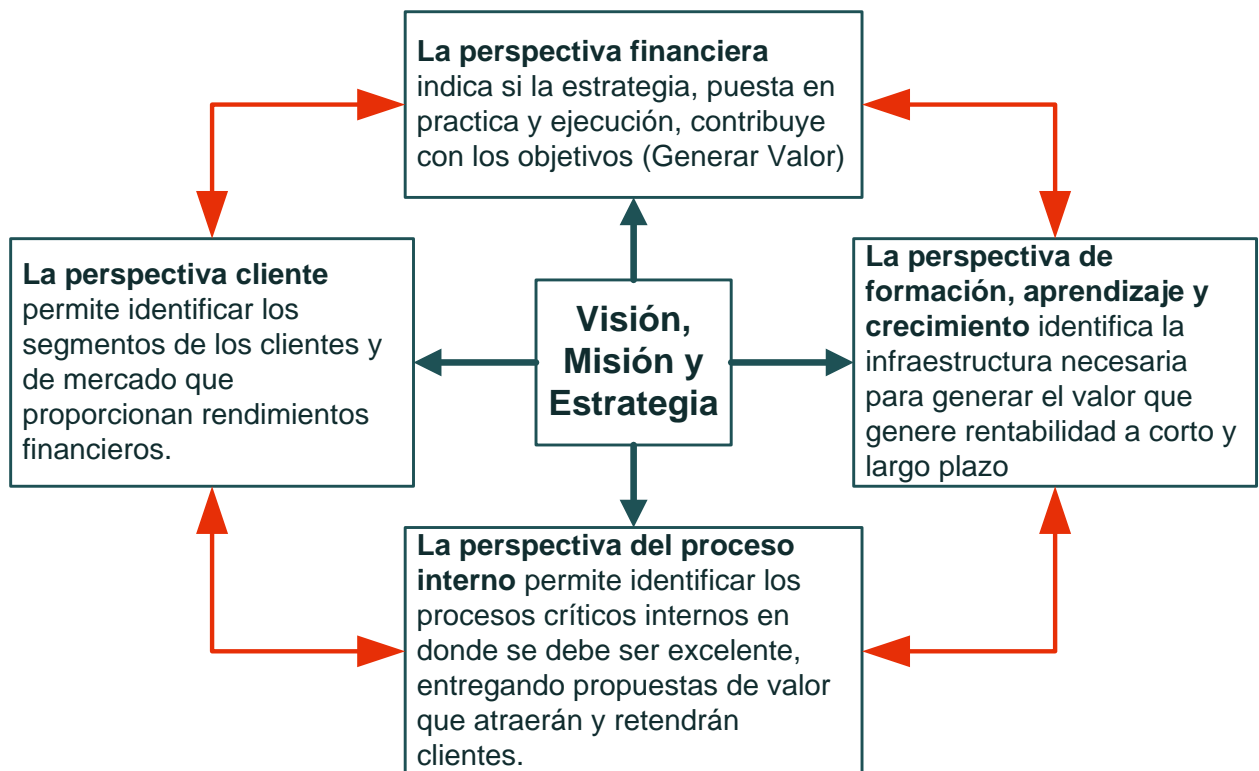 La perspectiva financiera
indica si la estrategia, puesta en
practica y ejecución, contribuye
con los objetivos (Generar Valor)
La perspectiva cliente
permite identificar los
segmentos de los clientes y
de mercado que
proporcionan rendimientos
financieros.
Visión,
Misión y
Estrategia
La perspectiva de
formación, aprendizaje y
crecimiento identifica la
infraestructura necesaria
para generar el valor que
genere rentabilidad a corto y
largo plazo
La perspectiva del proceso
interno permite identificar los
procesos críticos internos en
donde se debe ser excelente,
entregando propuestas de valor
que atraerán y retendrán
clientes.